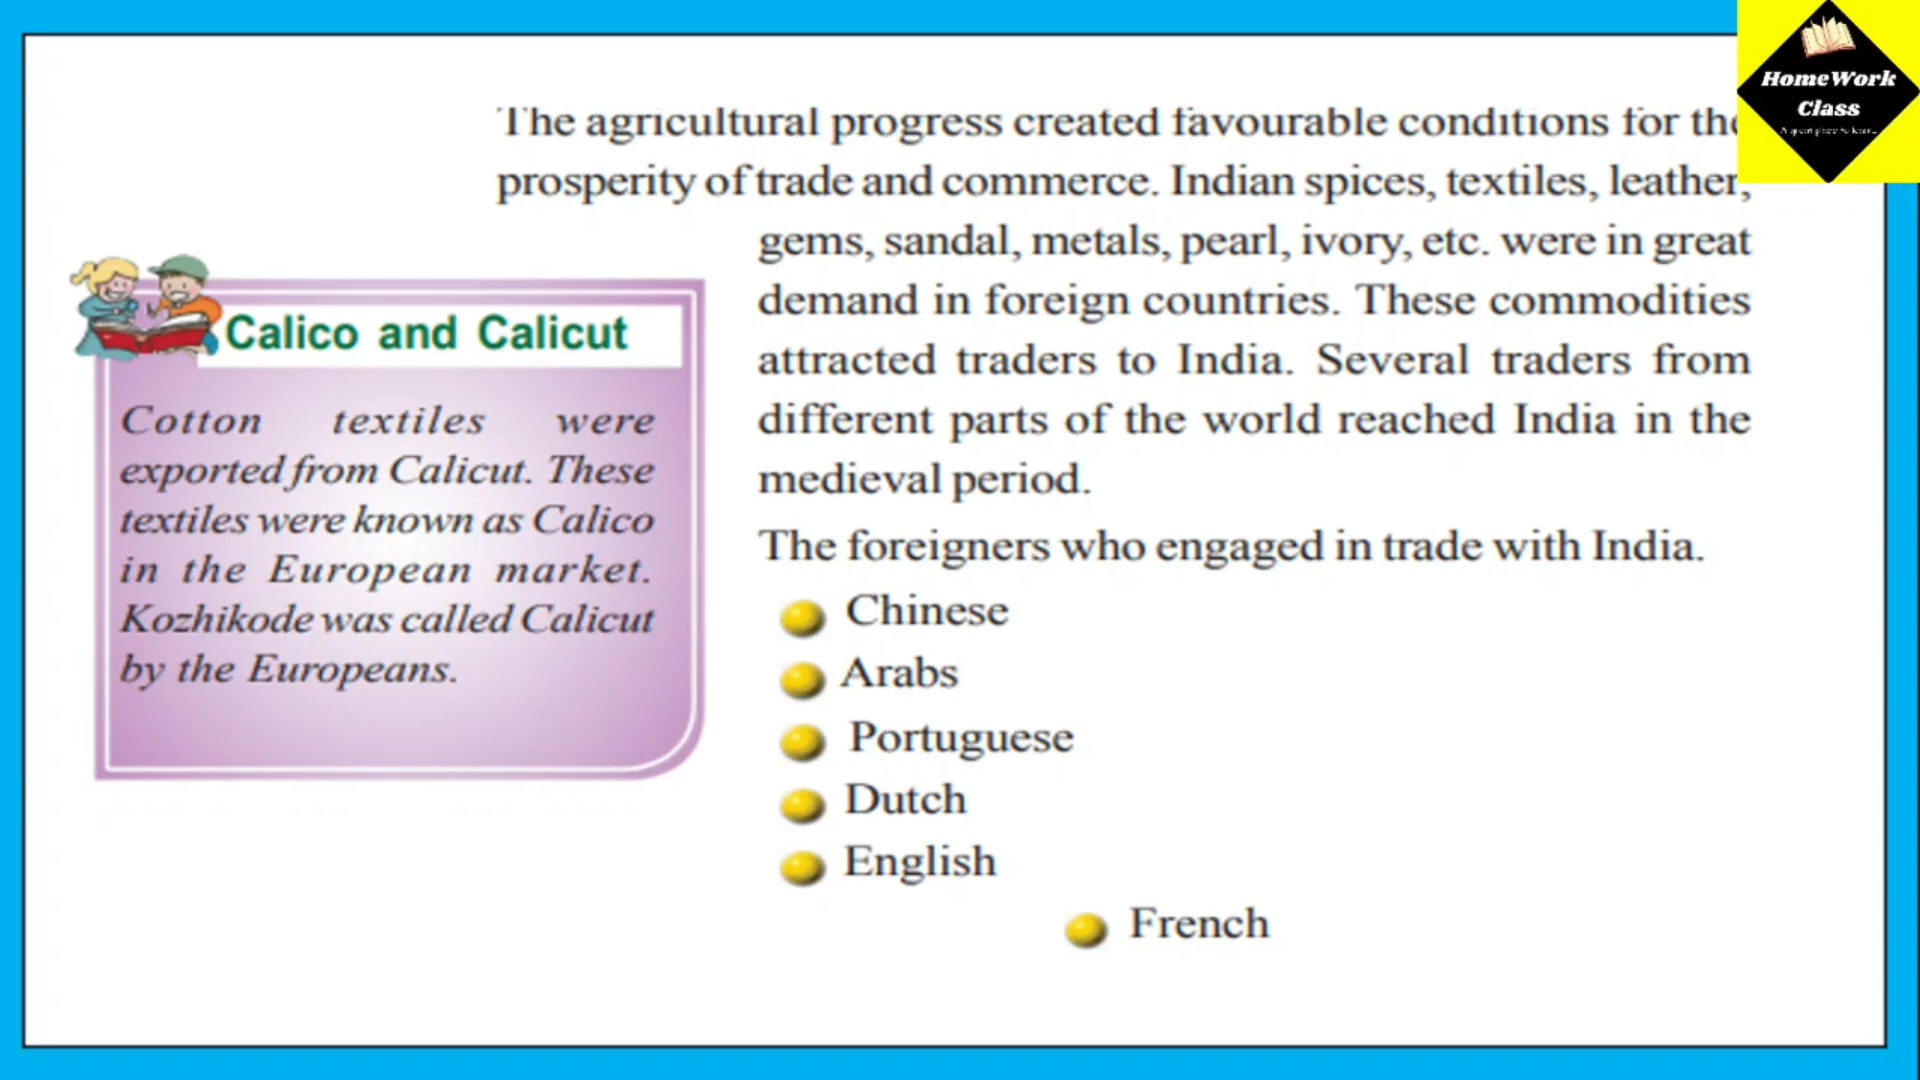 The agricultural progress created favourable conditions for the
prosperity of trade and commerce. Indian spices, textiles, leather,
gems, sandal, metals, pearl, ivory, etc. were in great
demand in foreign countries. These commodities
attracted traders to India. Several traders from
different parts of the world reached India in the
medieval period.
The foreigners who engaged in trade with India.
Chinese
Arabs
Portuguese
Dutch
English
French
Calico and Calicut
Cotton textiles were
exported from Calicut. These
textiles were known as Calico
in the European market.
Kozhikode was called Calicut
by the Europeans.
HomeWork
Class
A great place to learn...